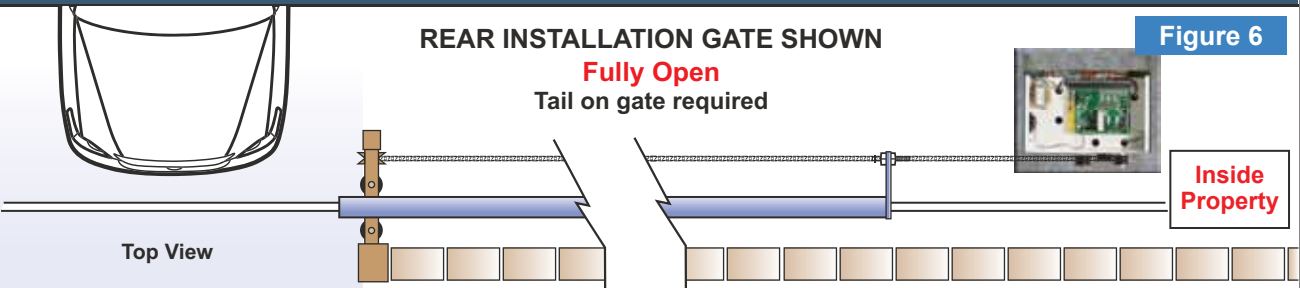 REAR INSTALLATION GATE SHOWN
Fully Open
Tail on gate required
Figure 6
Inside
Property
Top View